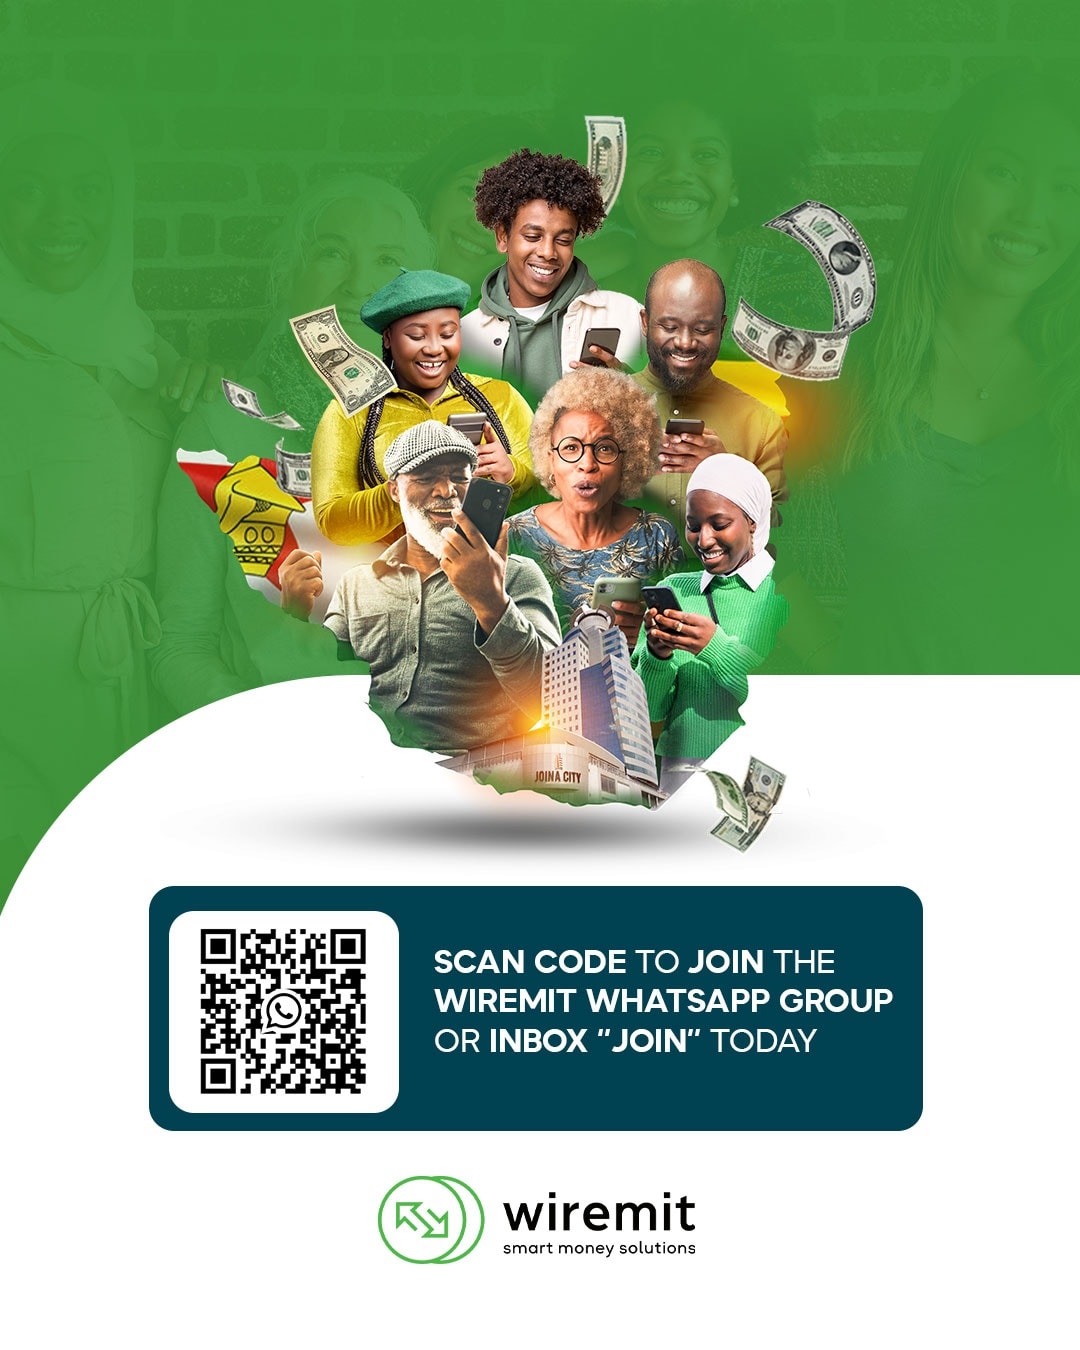 JOINA CITY
SCAN CODE TO JOIN THE
WIREMIT WHATSAPP GROUP
OR INBOX “JOIN” TODAY
wiremit
smart money solutions